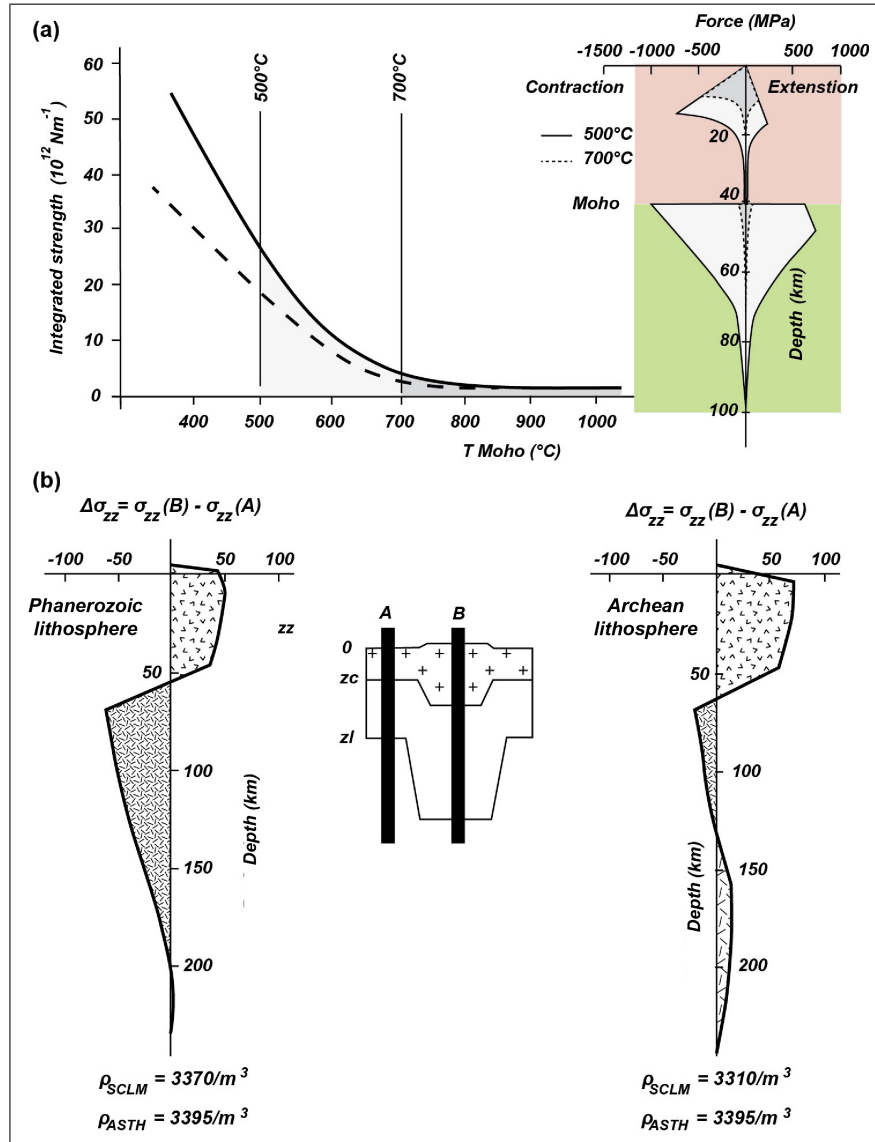 (a)
Force (MPa)
-1500 -1000 -500 0 500 1000
Contraction Extenstion
500°C
700°C
20
40
Moho
60
80
100
Depth (km)
60
50
40
30
20
10
0
Integrated strength (10¹² Nm⁻¹)
500°C
700°C
400 500 600 700 800 900 1000
T Moho (°C)
(b)
Δσzz = σzz (B) - σzz (A)
-100 -50 0 50 100
Phanerozoic
lithosphere
zz
50
100
150
200
Depth (km)
ρSCLM = 3370/m³
ρASTH = 3395/m³
A B
0
zc
zl
Δσzz = σzz (B) - σzz (A)
-100 -50 0 50 100
Archean
lithosphere
50
100
150
200
Depth (km)
ρSCLM = 3310/m³
ρASTH = 3395/m³